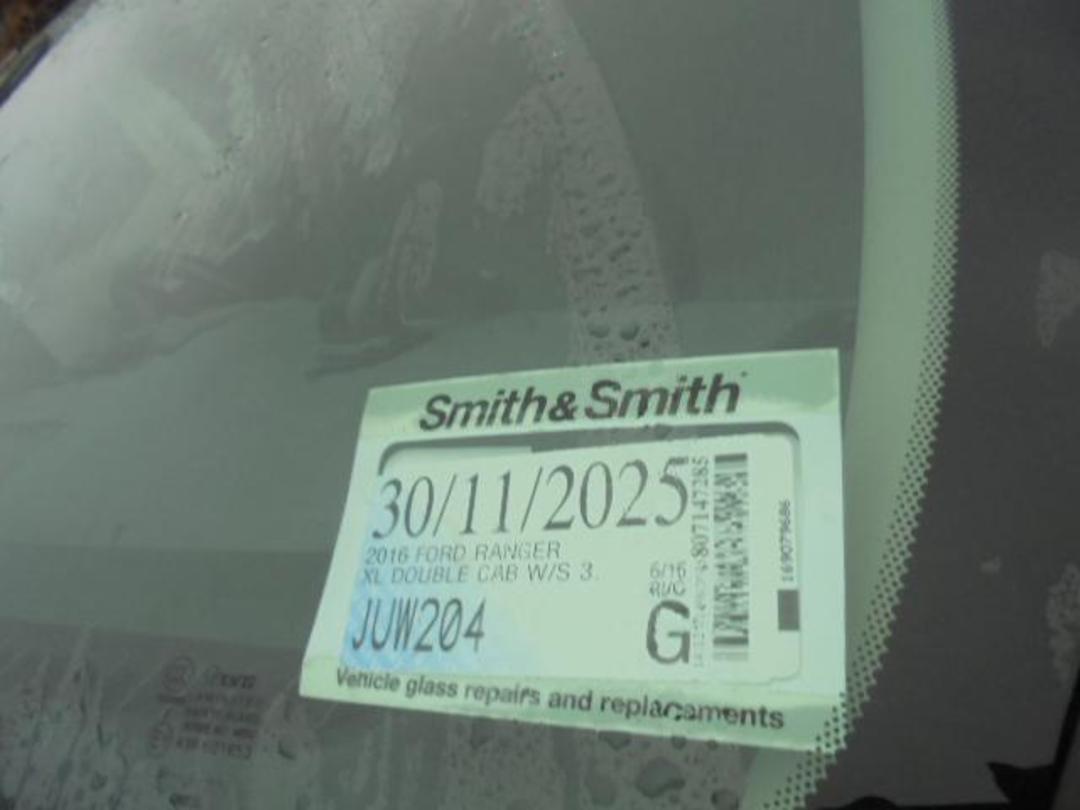 Smith&Smith
30/11/2025
2016 FORD RANGER
XL DOUBLE CAB W/S 3.
6/16
JUW204
G
169079686
Vehicle glass repairs and replacements